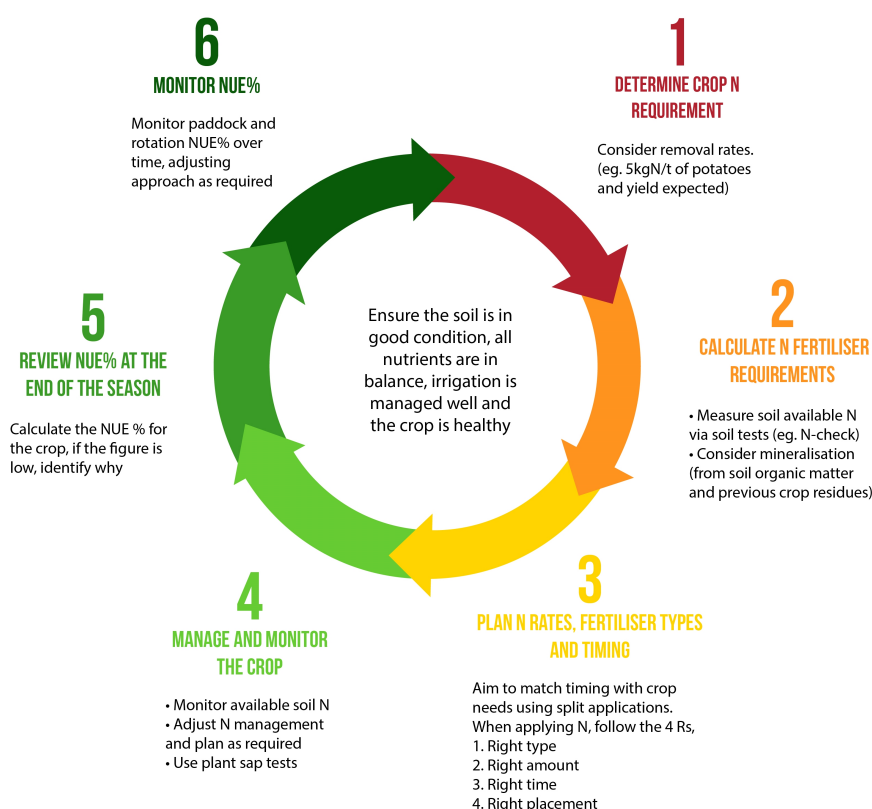 6
MONITOR NUE%
Monitor paddock and
rotation NUE% over
time, adjusting
approach as required
1
DETERMINE CROP N
REQUIREMENT
Consider removal rates.
(eg. 5kgN/t of potatoes
and yield expected)
2
CALCULATE N FERTILISER
REQUIREMENTS
• Measure soil available N
via soil tests (eg. N-check)
• Consider mineralisation
(from soil organic matter
and previous crop residues)
3
PLAN N RATES, FERTILISER TYPES
AND TIMING
Aim to match timing with crop
needs using split applications.
When applying N, follow the 4 Rs,
1. Right type
2. Right amount
3. Right time
4. Right placement
4
MANAGE AND MONITOR
THE CROP
• Monitor available soil N
• Adjust N management
and plan as required
• Use plant sap tests
5
REVIEW NUE% AT THE
END OF THE SEASON
Calculate the NUE % for
the crop, if the figure is
low, identify why
Ensure the soil is in
good condition, all
nutrients are in
balance, irrigation is
managed well and
the crop is healthy